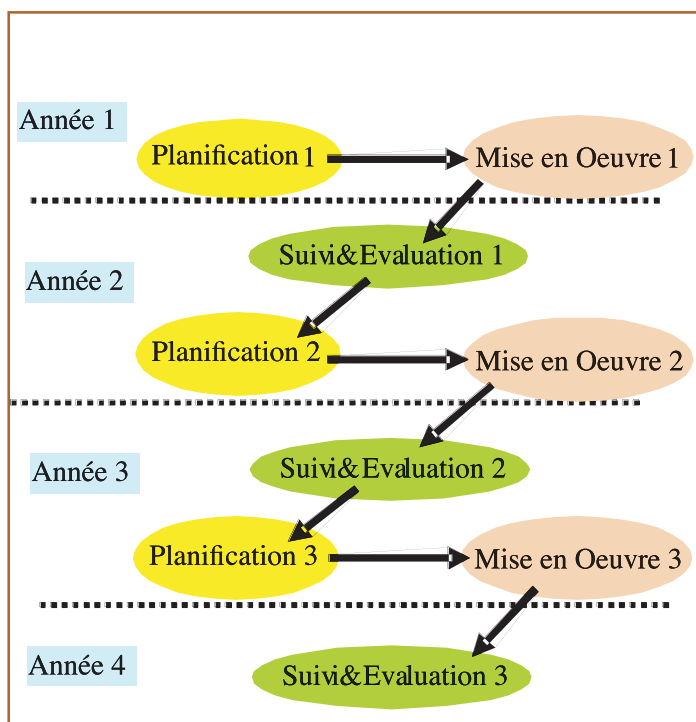 Année 1
Planification 1
Mise en Oeuvre 1
Suivi&Evaluation 1
Année 2
Planification 2
Mise en Oeuvre 2
Suivi&Evaluation 2
Année 3
Planification 3
Mise en Oeuvre 3
Année 4
Suivi&Evaluation 3